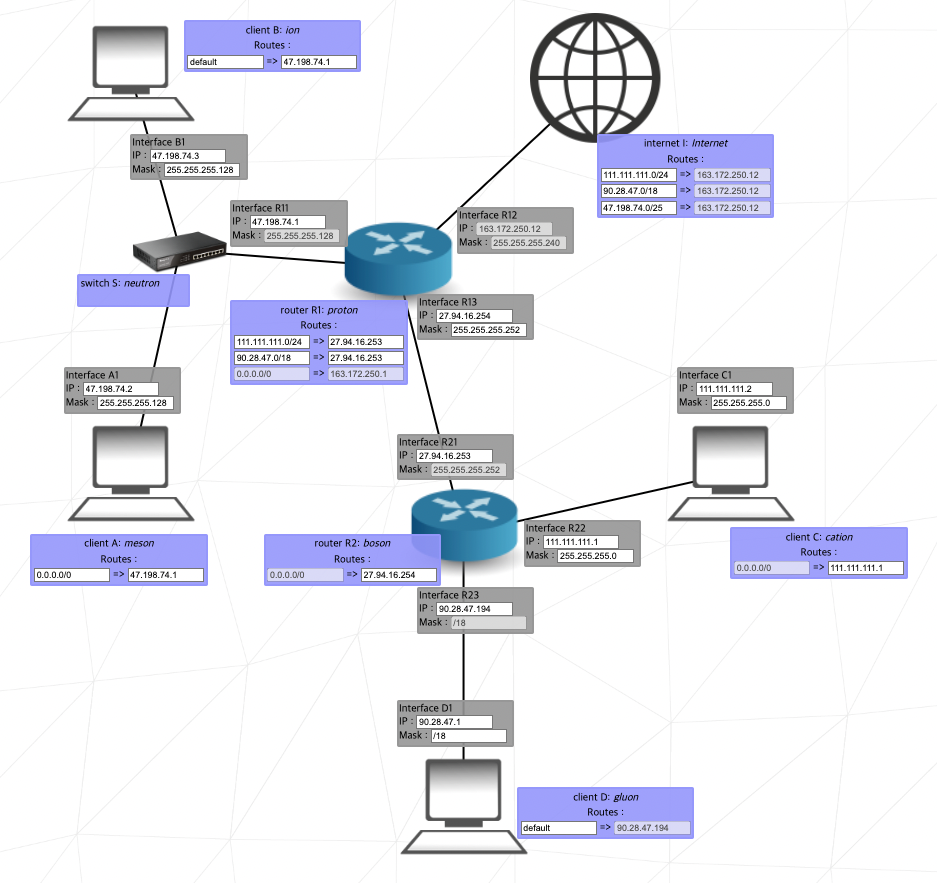 client B: ion
Routes :
default => 47.198.74.1
Interface B1
IP : 47.198.74.3
Mask : 255.255.255.128
internet I: Internet
Routes :
111.111.111.0/24 => 163.172.250.12
90.28.47.0/18 => 163.172.250.12
47.198.74.0/25 => 163.172.250.12
Interface R11
IP : 47.198.74.1
Mask : 255.255.255.128
Interface R12
IP : 163.172.250.12
Mask : 255.255.255.240
switch S: neutron
Interface R13
IP : 27.94.16.254
Mask : 255.255.255.252
router R1: proton
Routes :
111.111.111.0/24 => 27.94.16.253
90.28.47.0/18 => 27.94.16.253
0.0.0.0/0 => 163.172.250.1
Interface A1
IP : 47.198.74.2
Mask : 255.255.255.128
Interface C1
IP : 111.111.111.2
Mask : 255.255.255.0
Interface R21
IP : 27.94.16.253
Mask : 255.255.255.252
client A: meson
Routes :
0.0.0.0/0 => 47.198.74.1
router R2: boson
Routes :
0.0.0.0/0 => 27.94.16.254
Interface R22
IP : 111.111.111.1
Mask : 255.255.255.0
client C: cation
Routes :
0.0.0.0/0 => 111.111.111.1
Interface R23
IP : 90.28.47.194
Mask : /18
Interface D1
IP : 90.28.47.1
Mask : /18
client D: gluon
Routes :
default => 90.28.47.194